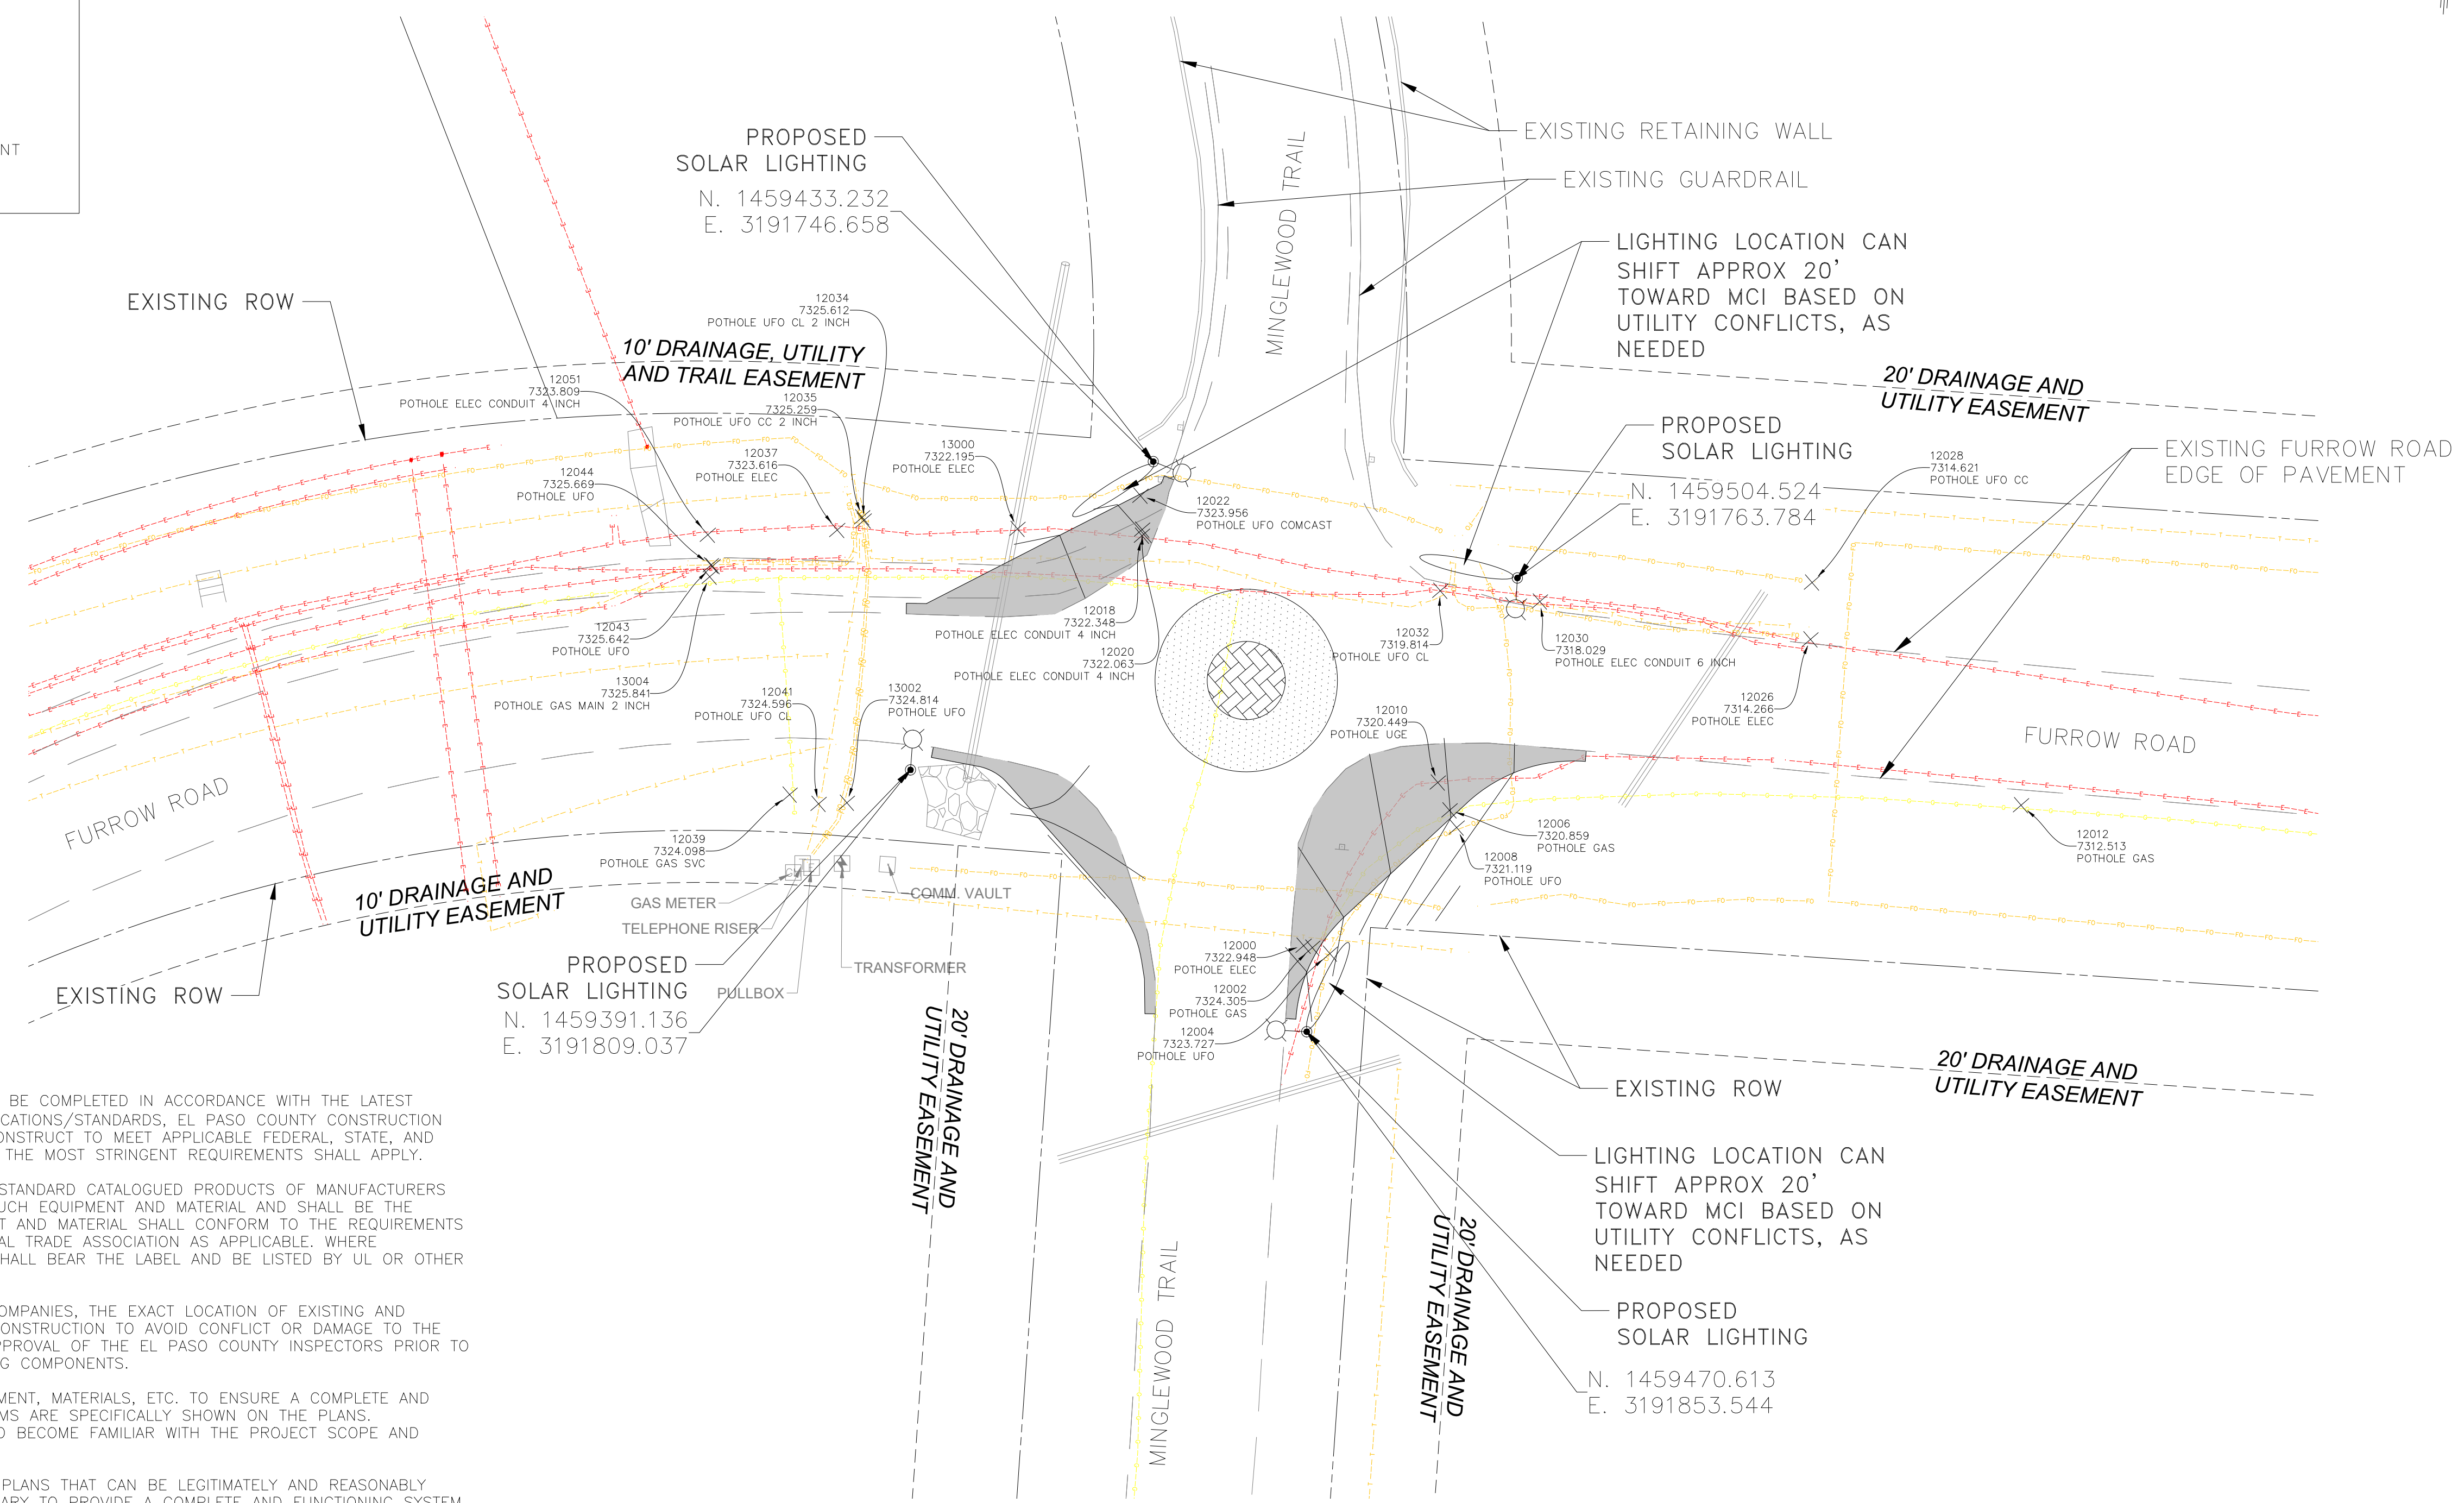 NT
PROPOSED
SOLAR LIGHTING
N. 1459433.232
E. 3191746.658
EXISTING RETAINING WALL
EXISTING GUARDRAIL
MINGLEWOOD TRAIL
LIGHTING LOCATION CAN
SHIFT APPROX 20'
TOWARD MCI BASED ON
UTILITY CONFLICTS, AS
NEEDED
EXISTING ROW
12034
7325.612
POTHOLE UFO CL 2 INCH
10' DRAINAGE, UTILITY
AND TRAIL EASEMENT
12051
7323.809
POTHOLE ELEC CONDUIT 4 INCH
12035
7325.259
POTHOLE UFO CC 2 INCH
20' DRAINAGE AND
UTILITY EASEMENT
PROPOSED
SOLAR LIGHTING
N. 1459504.524
E. 3191763.784
EXISTING FURROW ROAD
EDGE OF PAVEMENT
12028
7314.621
POTHOLE UFO CC
13000
7322.195
POTHOLE ELEC
12037
7323.616
POTHOLE ELEC
12044
7325.669
POTHOLE UFO
12022
7323.956
POTHOLE UFO COMCAST
12018
7322.348
POTHOLE ELEC CONDUIT 4 INCH
12020
7322.063
POTHOLE ELEC CONDUIT 4 INCH
12043
7325.642
POTHOLE UFO
13004
7325.841
POTHOLE GAS MAIN 2 INCH
12041
7324.596
POTHOLE UFO CL
13002
7324.814
POTHOLE UFO
12032
7319.814
POTHOLE UFO CL
12030
7318.029
POTHOLE ELEC CONDUIT 6 INCH
12026
7314.266
POTHOLE ELEC
12010
7320.449
POTHOLE UGE
FURROW ROAD
FURROW ROAD
12039
7324.098
POTHOLE GAS SVC
12006
7320.859
POTHOLE GAS
12008
7321.119
POTHOLE UFO
12012
7312.513
POTHOLE GAS
10' DRAINAGE AND
UTILITY EASEMENT
GAS METER
TELEPHONE RISER
COMM. VAULT
TRANSFORMER
PULLBOX
EXISTING ROW
PROPOSED
SOLAR LIGHTING
N. 1459391.136
E. 3191809.037
12000
7322.948
POTHOLE ELEC
12002
7324.305
POTHOLE GAS
12004
7323.727
POTHOLE UFO
20' DRAINAGE AND
UTILITY EASEMENT
EXISTING ROW
20' DRAINAGE AND
UTILITY EASEMENT
LIGHTING LOCATION CAN
SHIFT APPROX 20'
TOWARD MCI BASED ON
UTILITY CONFLICTS, AS
NEEDED
20' DRAINAGE AND
UTILITY EASEMENT
MINGLEWOOD TRAIL
PROPOSED
SOLAR LIGHTING
N. 1459470.613
E. 3191853.544
BE COMPLETED IN ACCORDANCE WITH THE LATEST
CATIONS/STANDARDS, EL PASO COUNTY CONSTRUCTION
ONSTRUCT TO MEET APPLICABLE FEDERAL, STATE, AND
THE MOST STRINGENT REQUIREMENTS SHALL APPLY.
STANDARD CATALOGUED PRODUCTS OF MANUFACTURERS
UCH EQUIPMENT AND MATERIAL AND SHALL BE THE
T AND MATERIAL SHALL CONFORM TO THE REQUIREMENTS
AL TRADE ASSOCIATION AS APPLICABLE. WHERE
HALL BEAR THE LABEL AND BE LISTED BY UL OR OTHER
OMPANIES, THE EXACT LOCATION OF EXISTING AND
ONSTRUCTION TO AVOID CONFLICT OR DAMAGE TO THE
PPROVAL OF THE EL PASO COUNTY INSPECTORS PRIOR TO
G COMPONENTS.
MENT, MATERIALS, ETC. TO ENSURE A COMPLETE AND
MS ARE SPECIFICALLY SHOWN ON THE PLANS.
O BECOME FAMILIAR WITH THE PROJECT SCOPE AND
PLANS THAT CAN BE LEGITIMATELY AND REASONABLY
ARY TO PROVIDE A COMPLETE AND FUNCTIONING SYSTEM